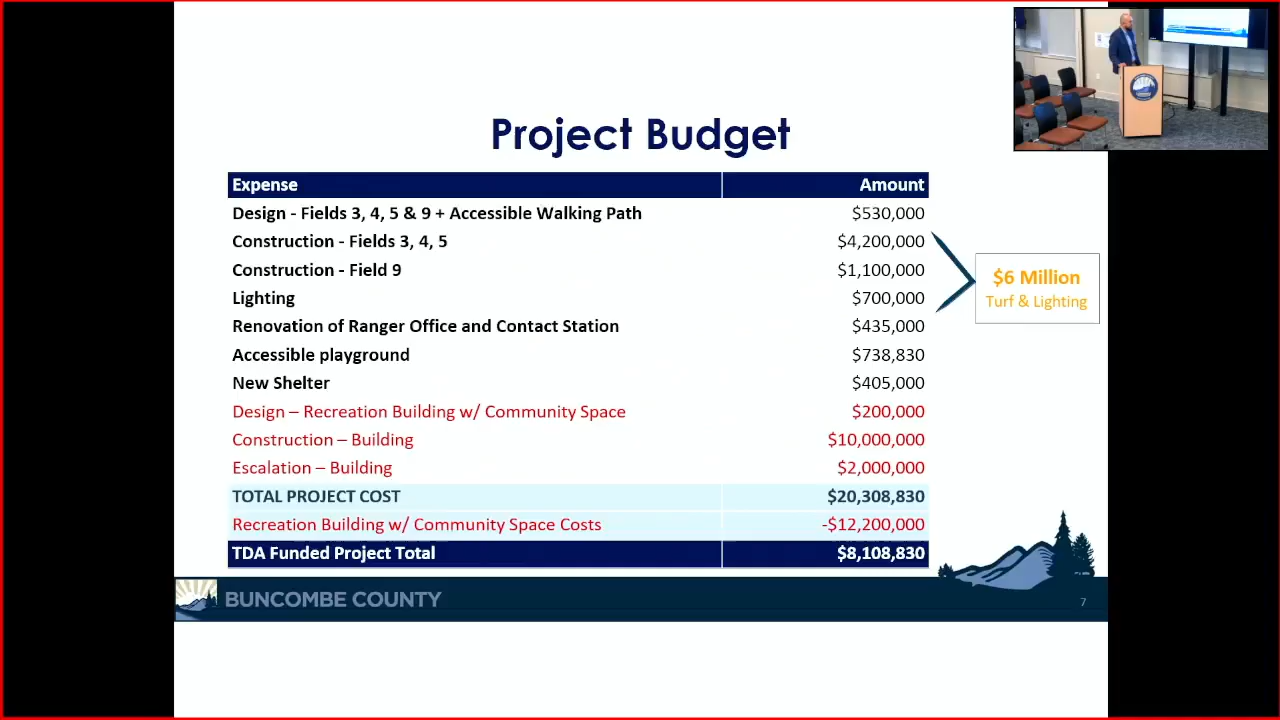 Project Budget
Expense Amount
Design - Fields 3, 4, 5 & 9 + Accessible Walking Path $530,000
Construction - Fields 3, 4, 5 $4,200,000
Construction - Field 9 $1,100,000
Lighting $700,000
Renovation of Ranger Office and Contact Station $435,000
Accessible playground $738,830
New Shelter $405,000
Design – Recreation Building w/ Community Space $200,000
Construction – Building $10,000,000
Escalation – Building $2,000,000
TOTAL PROJECT COST $20,308,830
Recreation Building w/ Community Space Costs -$12,200,000
TDA Funded Project Total $8,108,830
$6 Million
Turf & Lighting
BUNCOMBE COUNTY
7